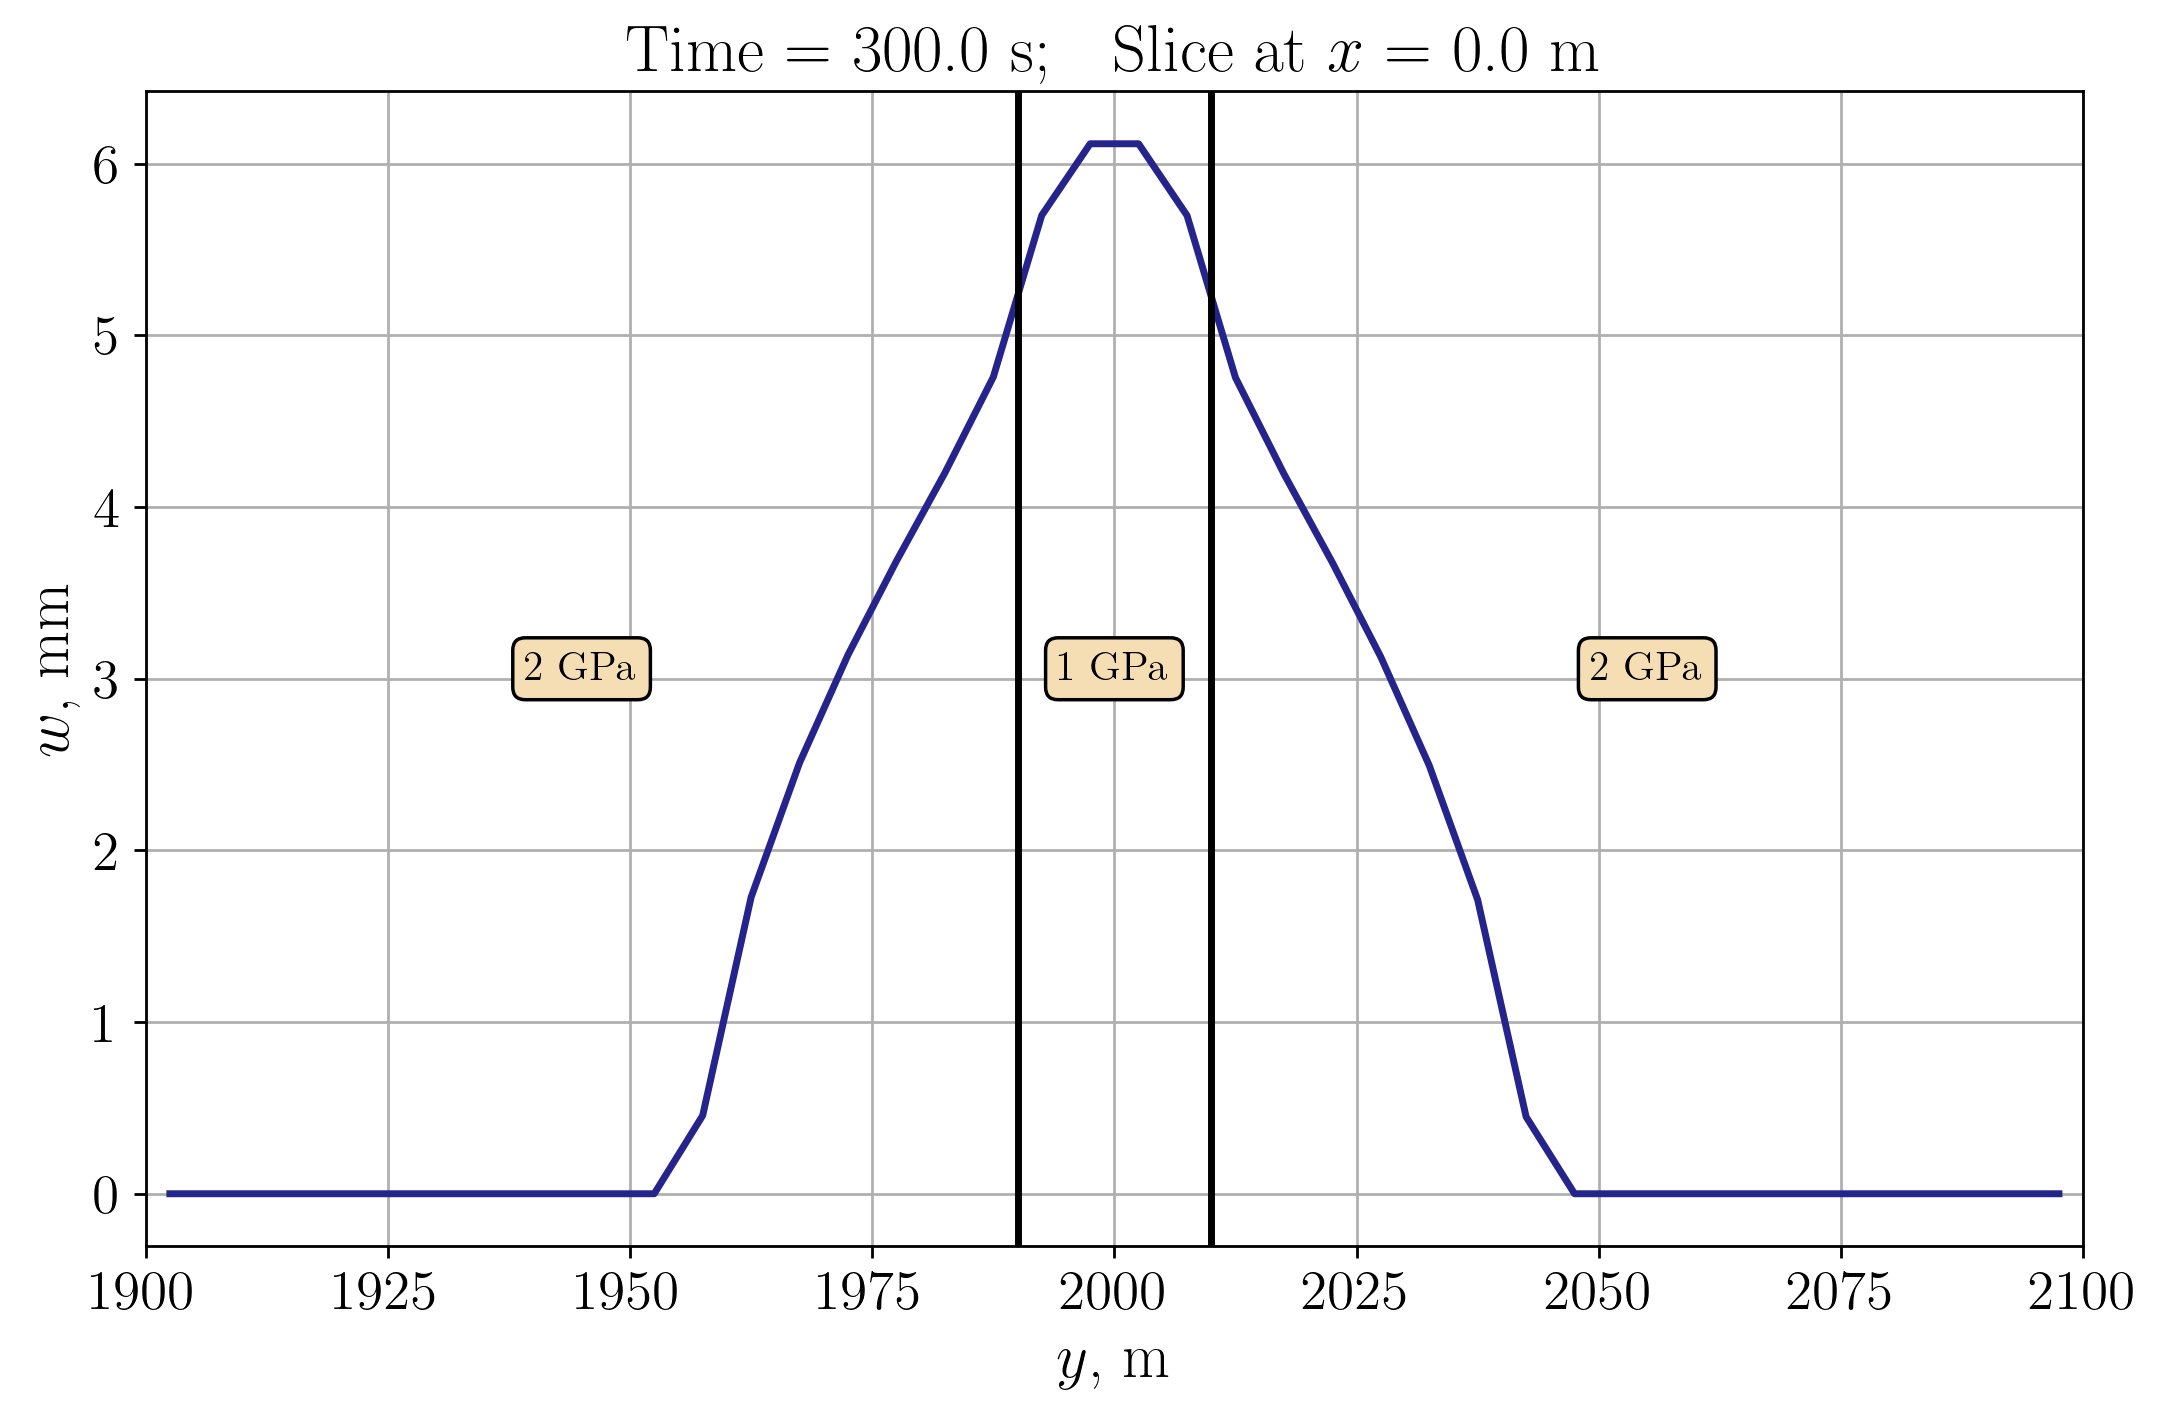 Time = 300.0 s; Slice at x = 0.0 m
6
5
4
3
2
1
0
w, mm
2 GPa
1 GPa
2 GPa
1900 1925 1950 1975 2000 2025 2050 2075 2100
y, m